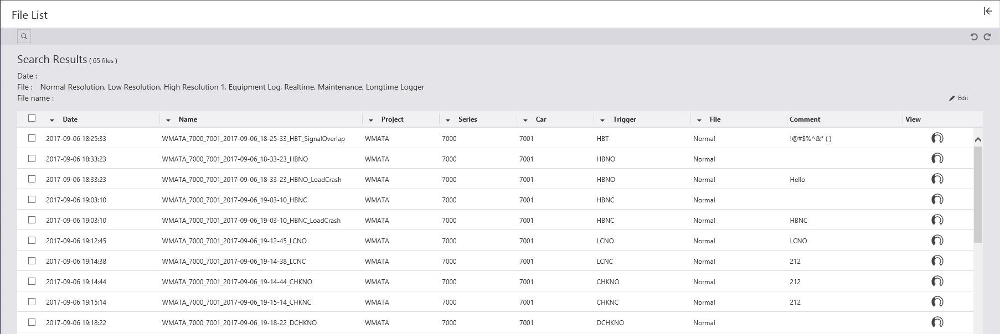 File List
Search Results ( 65 files )
Date :
File : Normal Resolution, Low Resolution, High Resolution 1, Equipment Log, Realtime, Maintenance, Longtime Logger
File name :
Edit
Date Name Project Series Car Trigger File Comment View
2017-09-06 18:25:33 WMATA_7000_7001_2017-09-06_18-25-33_HBT_SignalOverlap WMATA 7000 7001 HBT Normal !@#$%^&* ( )
2017-09-06 18:33:23 WMATA_7000_7001_2017-09-06_18-33-23_HBNO WMATA 7000 7001 HBNO Normal
2017-09-06 18:33:23 WMATA_7000_7001_2017-09-06_18-33-23_HBNO_LoadCrash WMATA 7000 7001 HBNO Normal Hello
2017-09-06 19:03:10 WMATA_7000_7001_2017-09-06_19-03-10_HBNC WMATA 7000 7001 HBNC Normal
2017-09-06 19:03:10 WMATA_7000_7001_2017-09-06_19-03-10_HBNC_LoadCrash WMATA 7000 7001 HBNC Normal HBNC
2017-09-06 19:12:45 WMATA_7000_7001_2017-09-06_19-12-45_LCNO WMATA 7000 7001 LCNO Normal LCNO
2017-09-06 19:14:38 WMATA_7000_7001_2017-09-06_19-14-38_LCNC WMATA 7000 7001 LCNC Normal 212
2017-09-06 19:14:44 WMATA_7000_7001_2017-09-06_19-14-44_CHKNO WMATA 7000 7001 CHKNO Normal 212
2017-09-06 19:15:14 WMATA_7000_7001_2017-09-06_19-15-14_CHKNC WMATA 7000 7001 CHKNC Normal 212
2017-09-06 19:18:22 WMATA_7000_7001_2017-09-06_19-18-22_DCHKNO WMATA 7000 7001 DCHKNO Normal